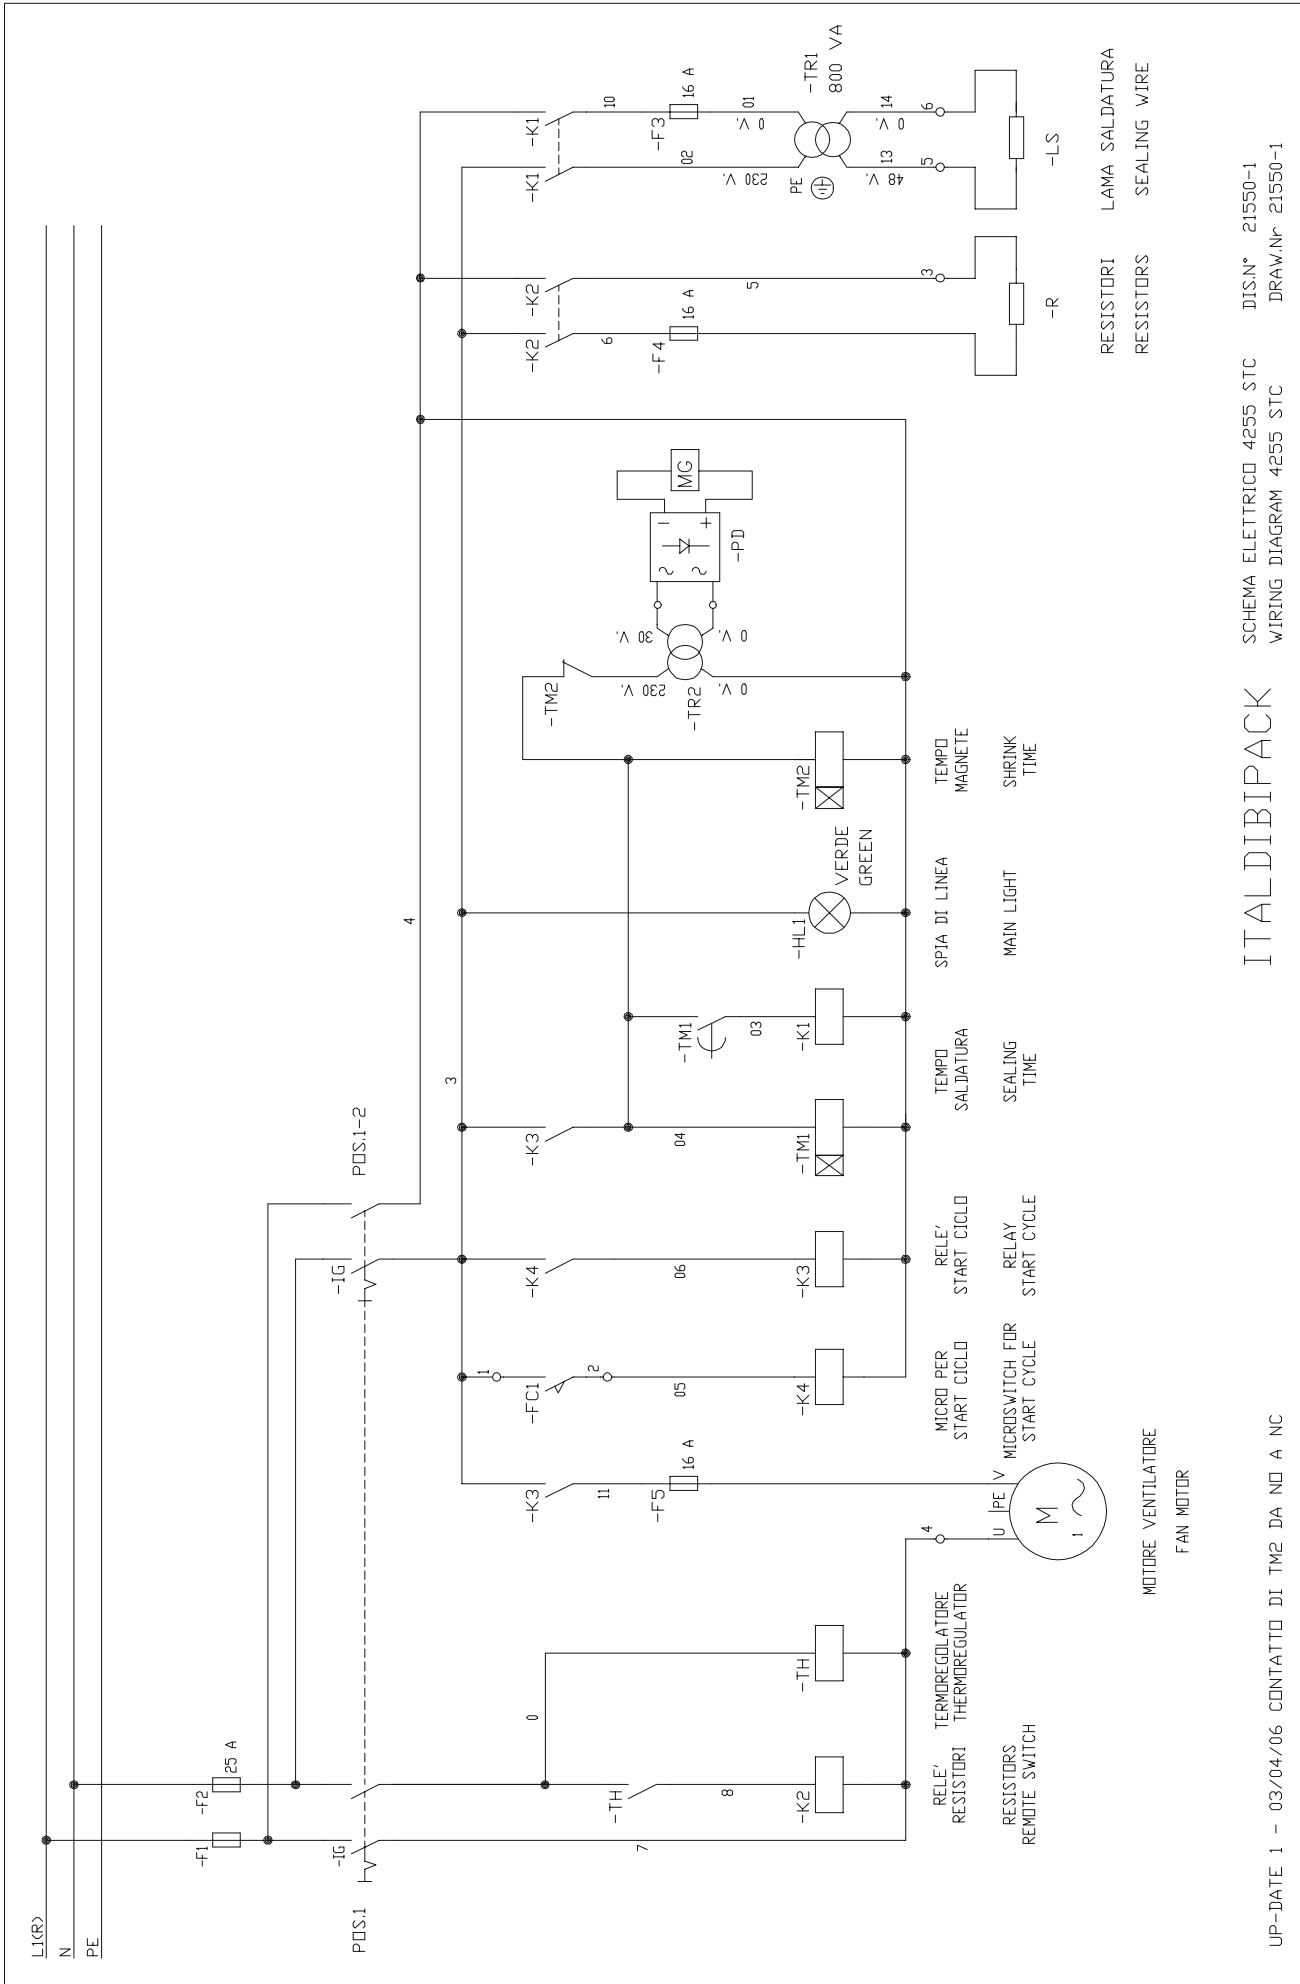 L1(R)
N
PE
-F1
-F2
25 A
-IG
POS.1
-IG
POS.1-2
3
4
7
0
-TH
8
-K2
-TH
-K3
11
-F5
16 A
4
U
PE
V
M
1
1
-FC1
2
05
-K4
-K4
06
-K3
-K3
04
-TM1
-TM1
03
-K1
-HL1
VERDE
GREEN
-TM2
-TM2
230 V.
0 V.
-TR2
30 V.
0 V.
-PD
-
+
MG
-K2
-K2
6
-F4
16 A
5
3
-R
-K1
-K1
10
-F3
16 A
02
01
230 V.
0 V.
PE
-TR1
800 VA
48 V.
0 V.
13
14
5
6
-LS
RELE'
RESISTORI
RESISTORS
REMOTE SWITCH
TERMOREGOLATORE
THERMOREGULATOR
MOTORE VENTILATORE
FAN MOTOR
MICRO PER
START CICLO
MICROSWITCH FOR
START CYCLE
RELE'
START CICLO
RELAY
START CYCLE
TEMPO
SALDATURA
SEALING
TIME
SPIA DI LINEA
MAIN LIGHT
TEMPO
MAGNETE
SHRINK
TIME
RESISTORI
RESISTORS
LAMA SALDATURA
SEALING WIRE
UP-DATE 1 - 03/04/06 CONTATTO DI TM2 DA NO A NC
ITALDIBIPACK
SCHEMA ELETTRICO 4255 STC DIS.N° 21550-1
WIRING DIAGRAM 4255 STC DRAW.Nr 21550-1